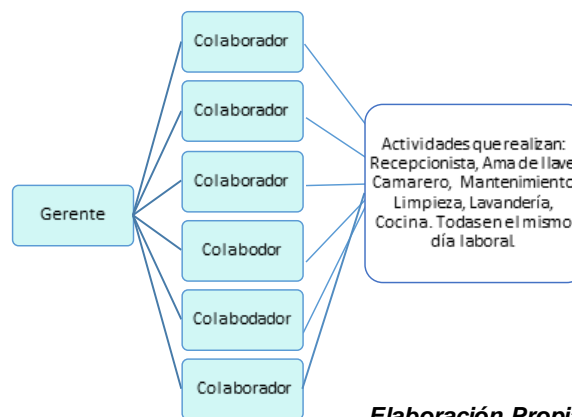 Colaborador
Colaborador
Colaborador
Gerente
Colabodor
Colabodador
Colaborador
Actividades que realizan:
Recepcionista, Ama de llave
Camarero, Mantenimiento
Limpieza, Lavandería,
Cocina. Todas en el mismo
día laboral.
Elaboración Propi